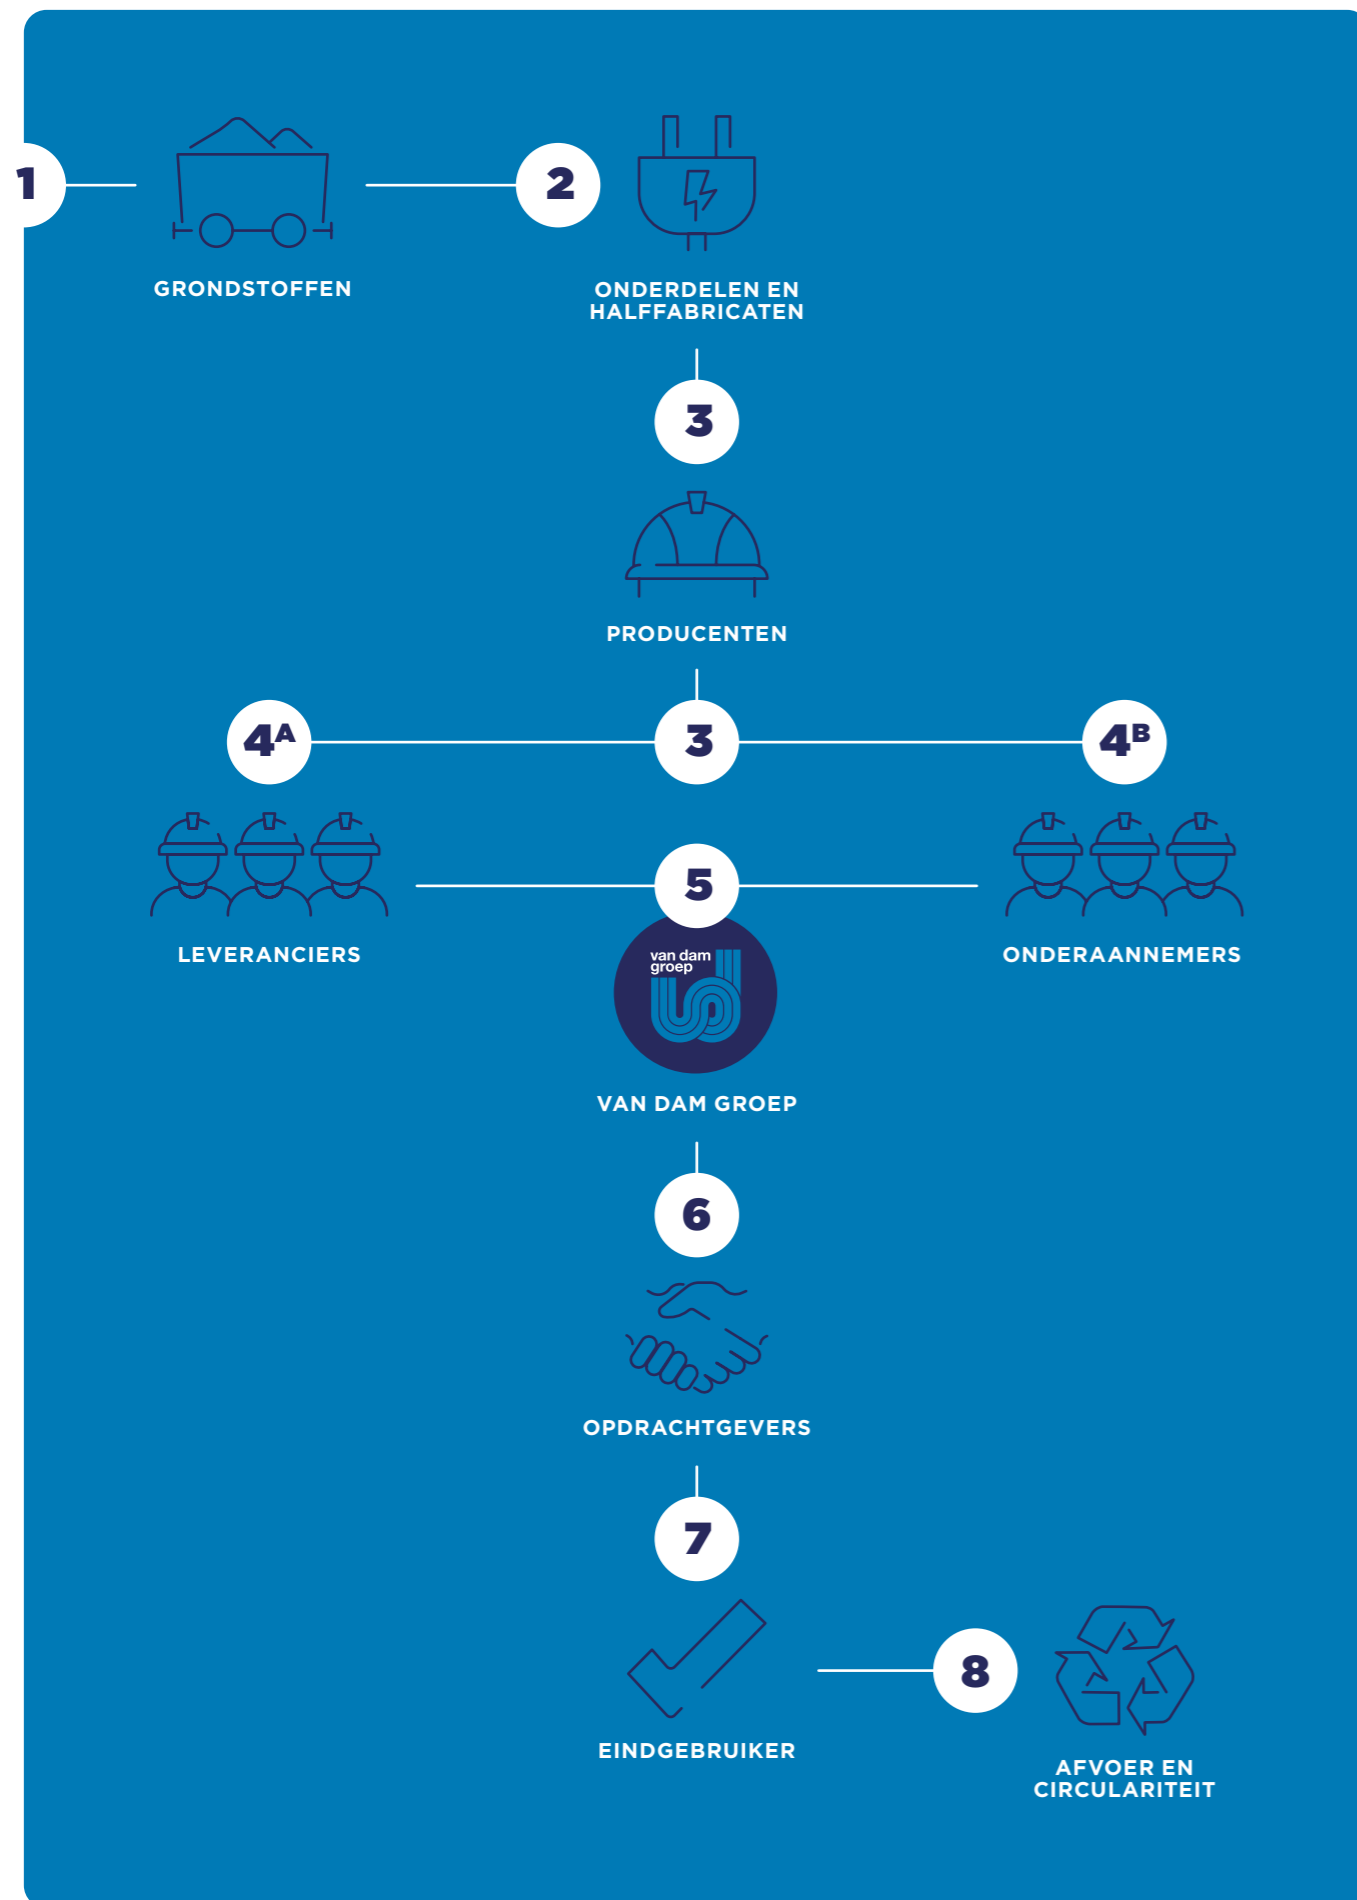 1
GRONDSTOFFEN
2
ONDERDELEN EN
HALFFABRICATEN
3
PRODUCENTEN
4A
3
4B
LEVERANCIERS
5
ONDERAANNEMERS
van dam
groep
VAN DAM GROEP
6
OPDRACHTGEVERS
7
EINDGEBRUIKER
8
AFVOER EN
CIRCULARITEIT